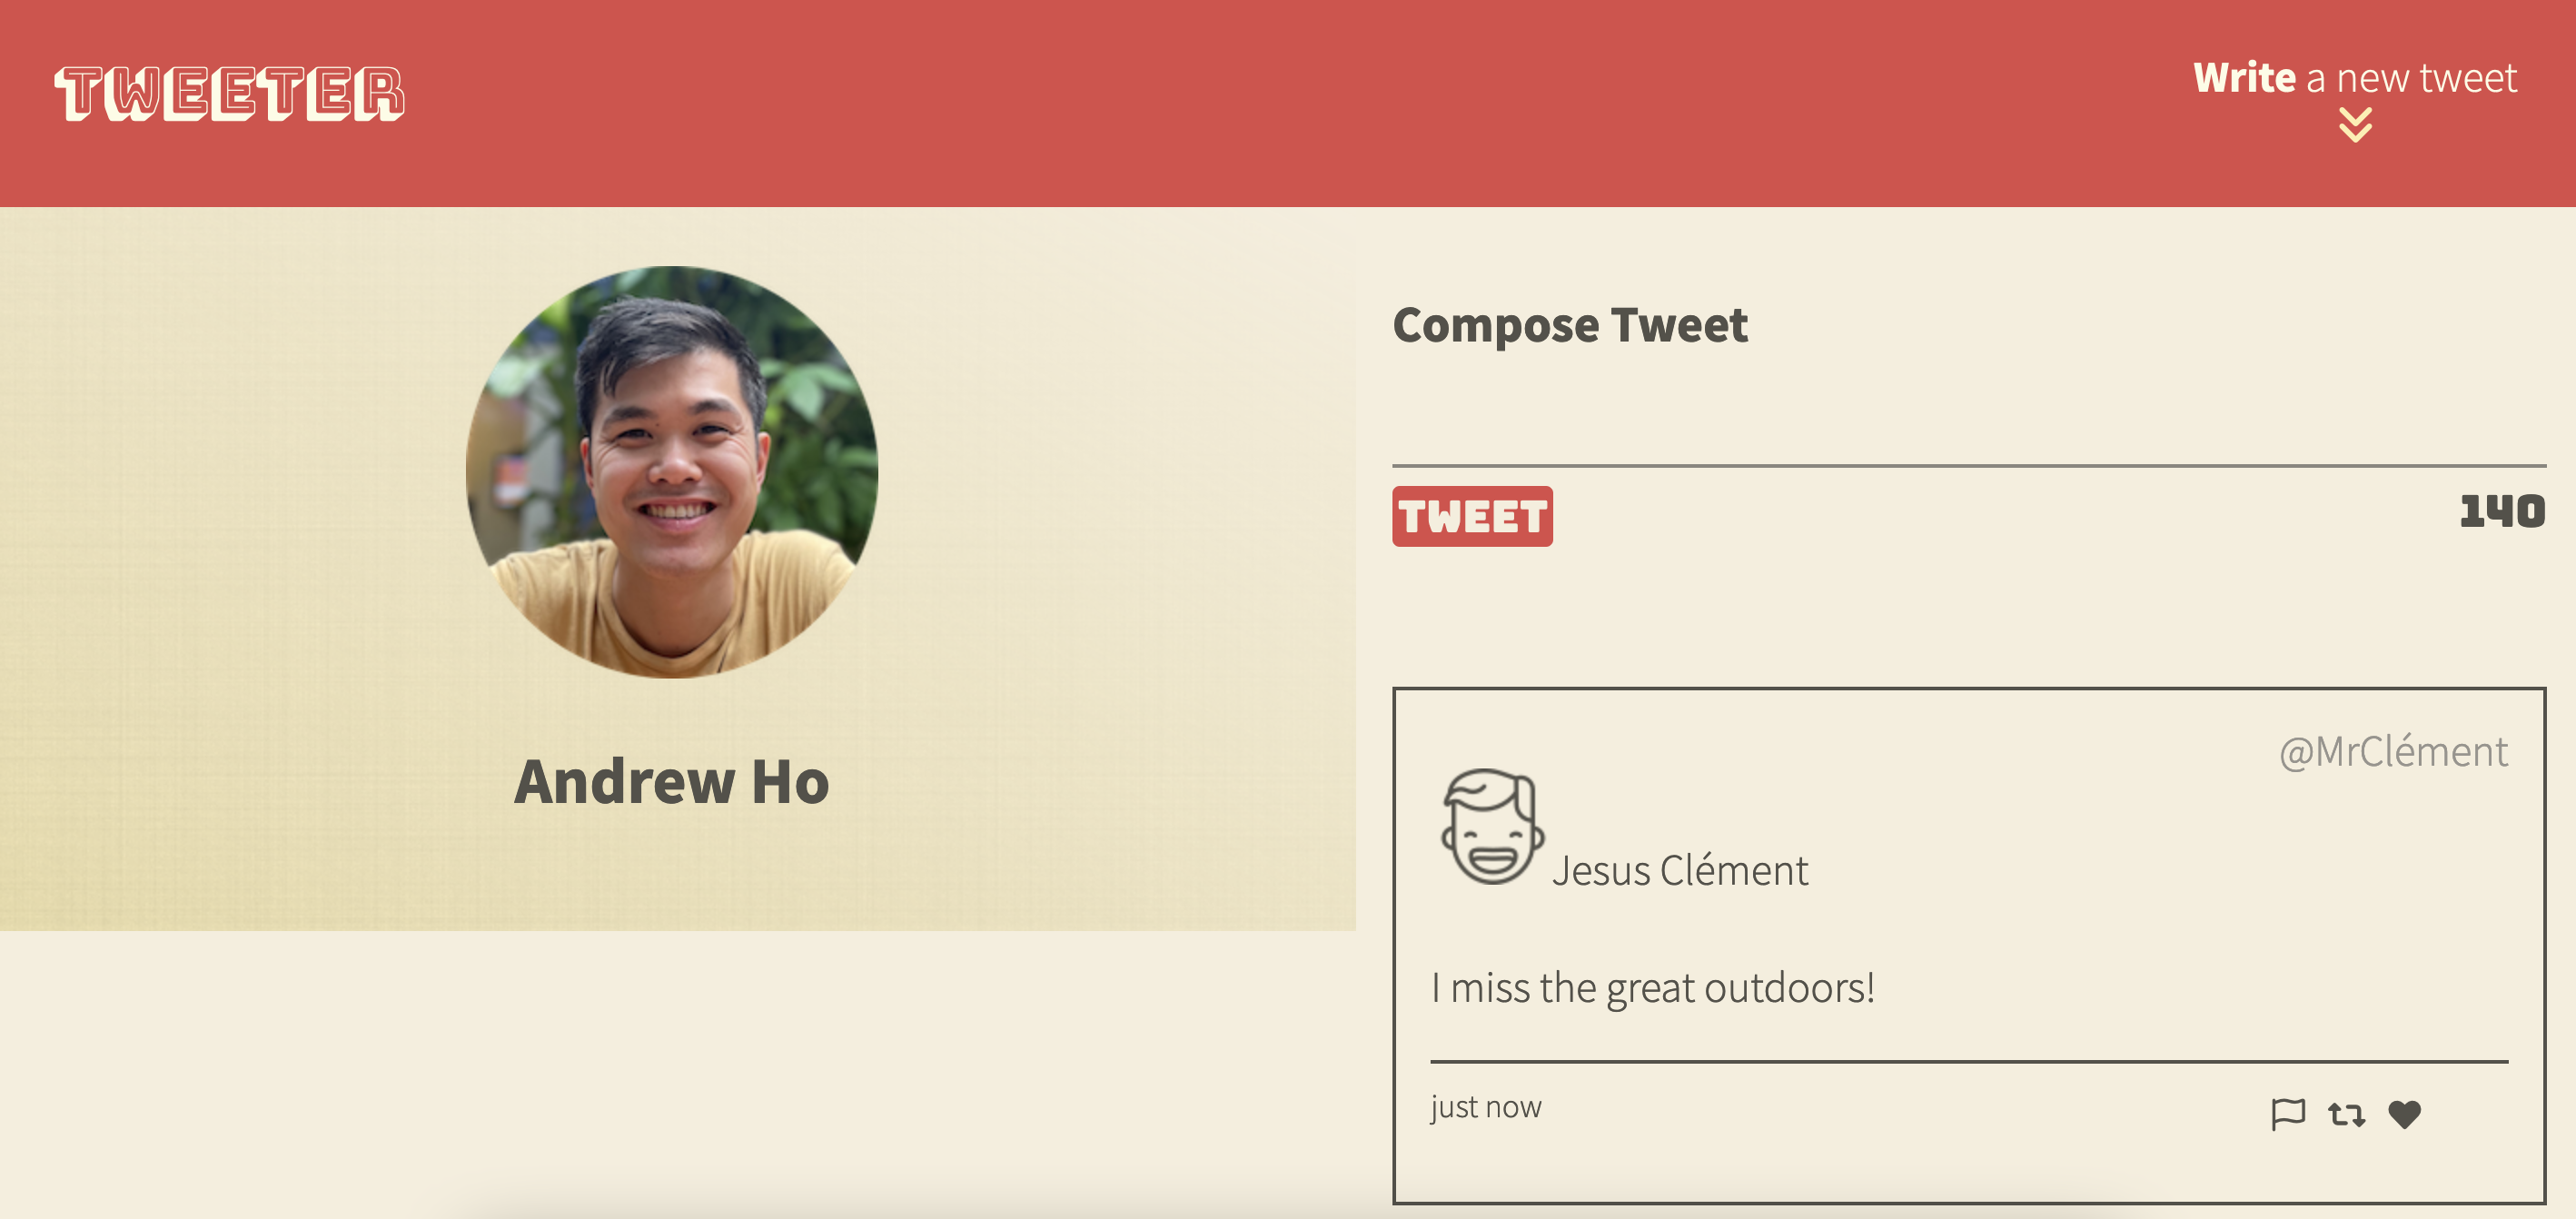 TWEETER
Write a new tweet
Andrew Ho
Compose Tweet
TWEET
140
@MrClément
Jesus Clément
I miss the great outdoors!
just now